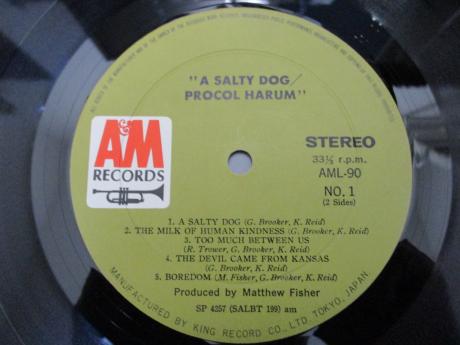 "A SALTY DOG/
PROCOL HARUM"
A&M
RECORDS
STEREO
33⅓ r.p.m.
AML-90
NO. 1
(2 Sides)
1. A SALTY DOG (G. Brooker, K. Reid)
2. THE MILK OF HUMAN KINDNESS (G. Brooker, K. Reid)
3. TOO MUCH BETWEEN US
(R. Trower, G. Brooker, K. Reid)
4. THE DEVIL CAME FROM KANSAS
(G. Brooker, K. Reid)
5. BOREDOM (M. Fisher, G. Brooker, K. Reid)
Produced by Matthew Fisher
SP 4257 (SALBT 199) am
MANUFACTURED BY KING RECORD CO., LTD. TOKYO, JAPAN.